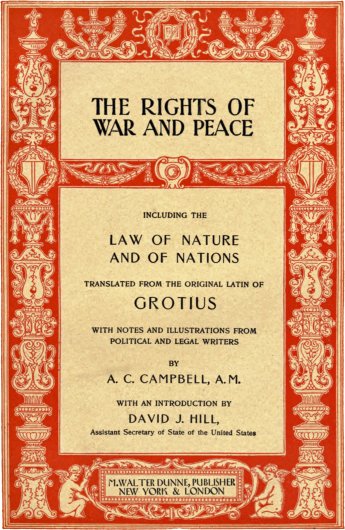 THE RIGHTS OF
WAR AND PEACE
INCLUDING THE
LAW OF NATURE
AND OF NATIONS
TRANSLATED FROM THE ORIGINAL LATIN OF
GROTIUS
WITH NOTES AND ILLUSTRATIONS FROM
POLITICAL AND LEGAL WRITERS
BY
A. C. CAMPBELL, A.M.
WITH AN INTRODUCTION BY
DAVID J. HILL,
Assistant Secretary of State of the United States
M. WALTER DUNNE, PUBLISHER
NEW YORK & LONDON